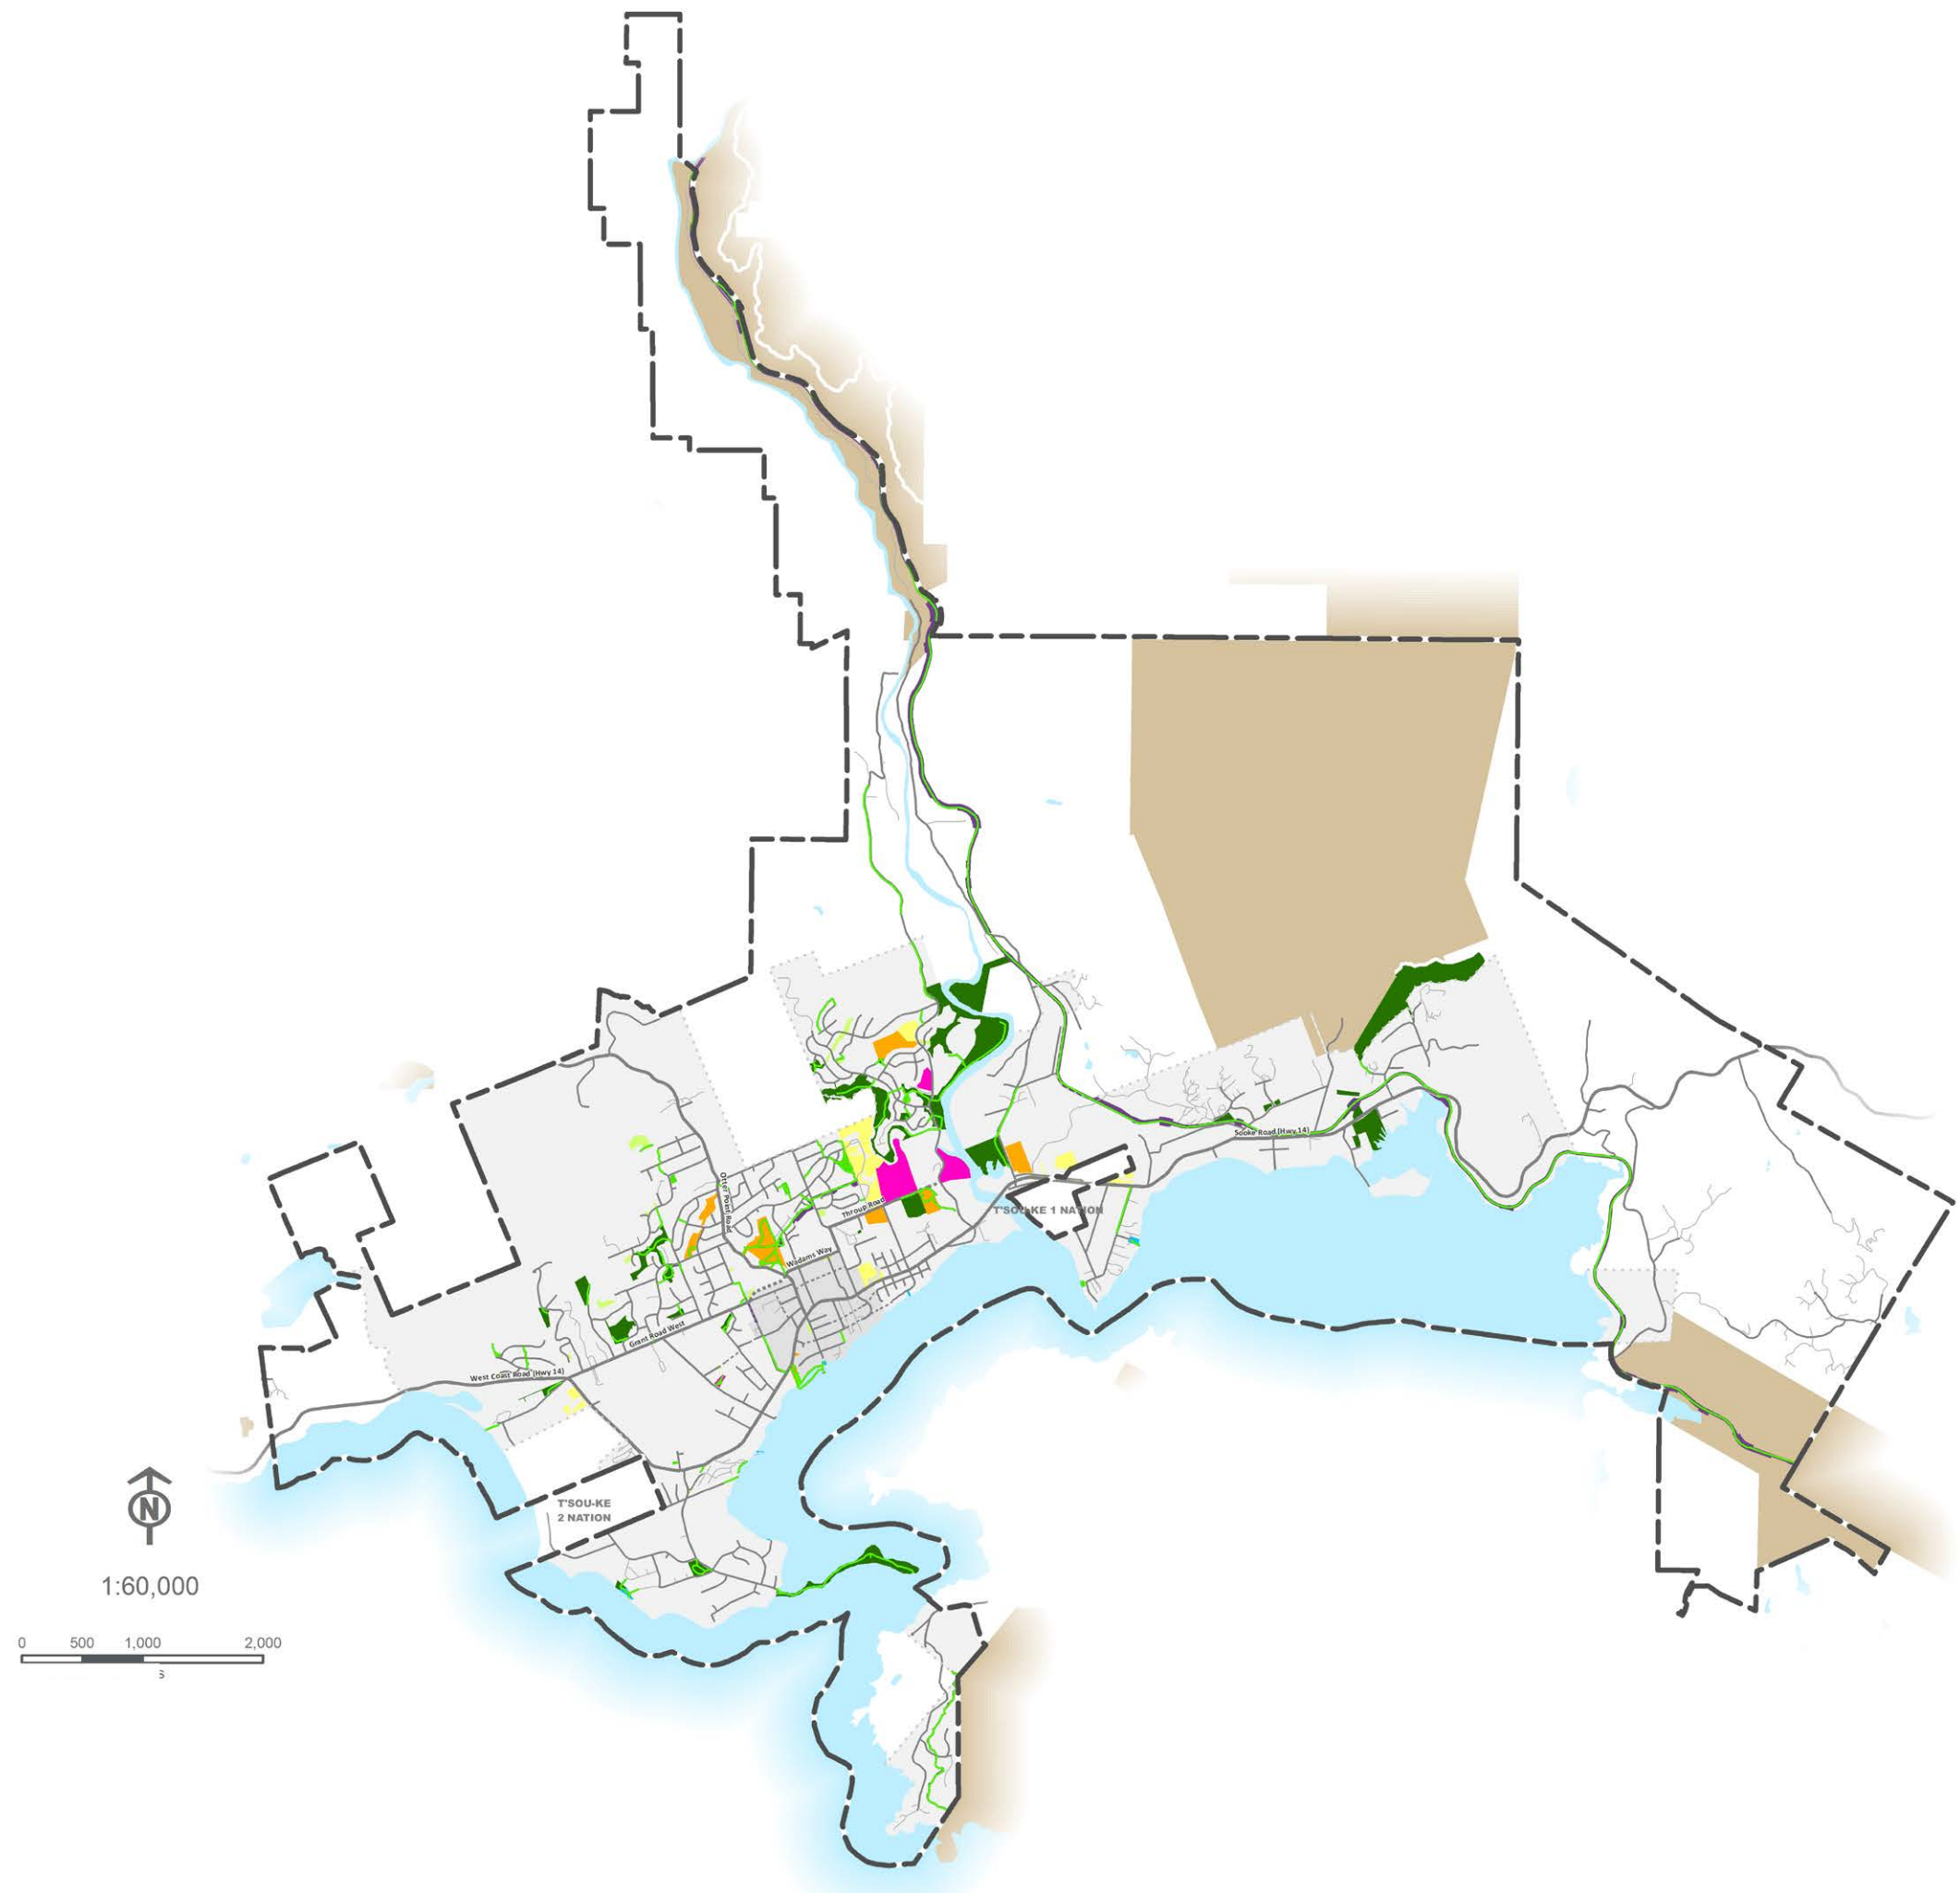 Sooke Road (Hwy 14)
Otter Point Road
Throup Road
T'SOU-KE 1 NATION
Wadams Way
Grant Road West
West Coast Road (Hwy 14)
T'SOU-KE
2 NATION
N
1:60,000
0 500 1,000 2,000
s